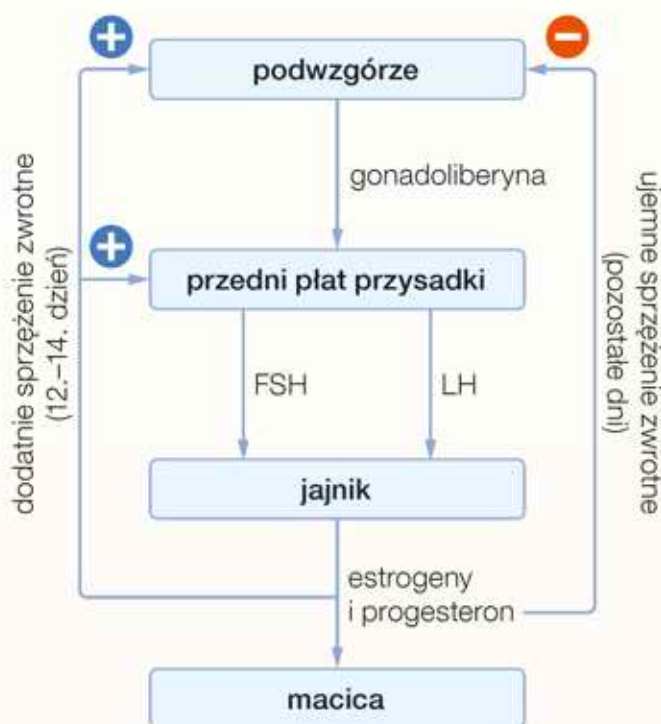 podwzgórze
gonadoliberyna
przedni płat przysadki
FSH
LH
jajnik
estrogeny
i progesteron
macica
dodatnie sprzężenie zwrotne
(12.–14. dzień)
ujemne sprzężenie zwrotne
(pozostałe dni)